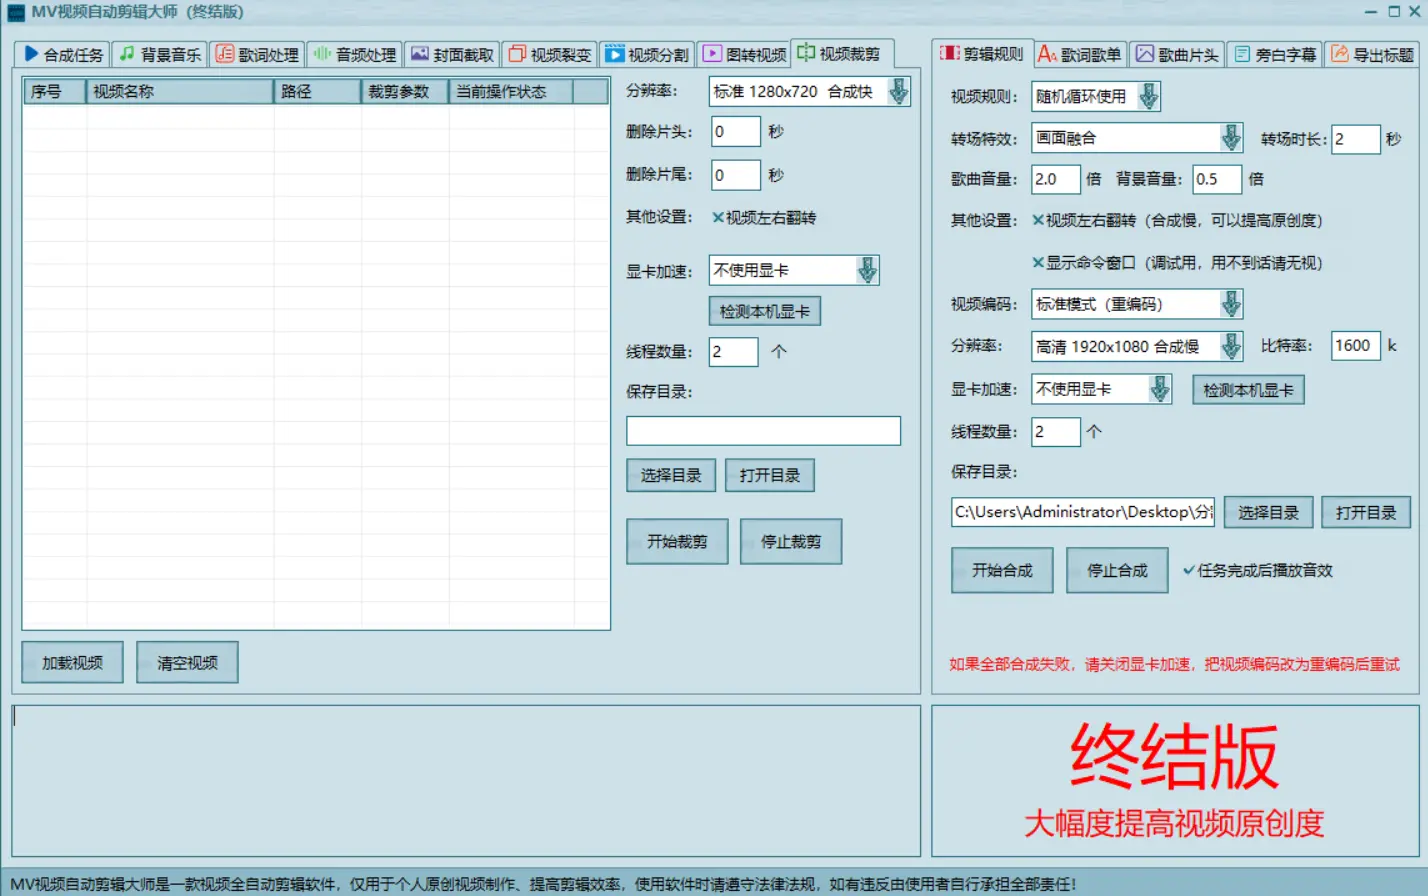 MV视频自动剪辑大师（终结版）
合成任务 背景音乐 歌词处理 音频处理 封面截取 视频裂变 视频分割 图转视频 视频裁剪
序号 视频名称 路径 裁剪参数 当前操作状态
分辨率： 标准 1280x720 合成快
删除片头： 0 秒
删除片尾： 0 秒
其他设置： 视频左右翻转
显卡加速： 不使用显卡
检测本机显卡
线程数量： 2 个
保存目录：
选择目录 打开目录
开始裁剪 停止裁剪
加载视频 清空视频
剪辑规则 歌词歌单 歌曲片头 旁白字幕 导出标题
视频规则： 随机循环使用
转场特效： 画面融合 转场时长： 2 秒
歌曲音量： 2.0 倍 背景音量： 0.5 倍
其他设置： 视频左右翻转（合成慢，可以提高原创度）
显示命令窗口（调试用，用不到话请无视）
视频编码： 标准模式（重编码）
分辨率： 高清 1920x1080 合成慢 比特率： 1600 k
显卡加速： 不使用显卡 检测本机显卡
线程数量： 2 个
保存目录：
C:\Users\Administrator\Desktop\分 选择目录 打开目录
开始合成 停止合成 任务完成后播放音效
如果全部合成失败，请关闭显卡加速，把视频编码改为重编码后重试
终结版
大幅度提高视频原创度
MV视频自动剪辑大师是一款视频全自动剪辑软件，仅用于个人原创视频制作、提高剪辑效率，使用软件时请遵守法律法规，如有违反由使用者自行承担全部责任！